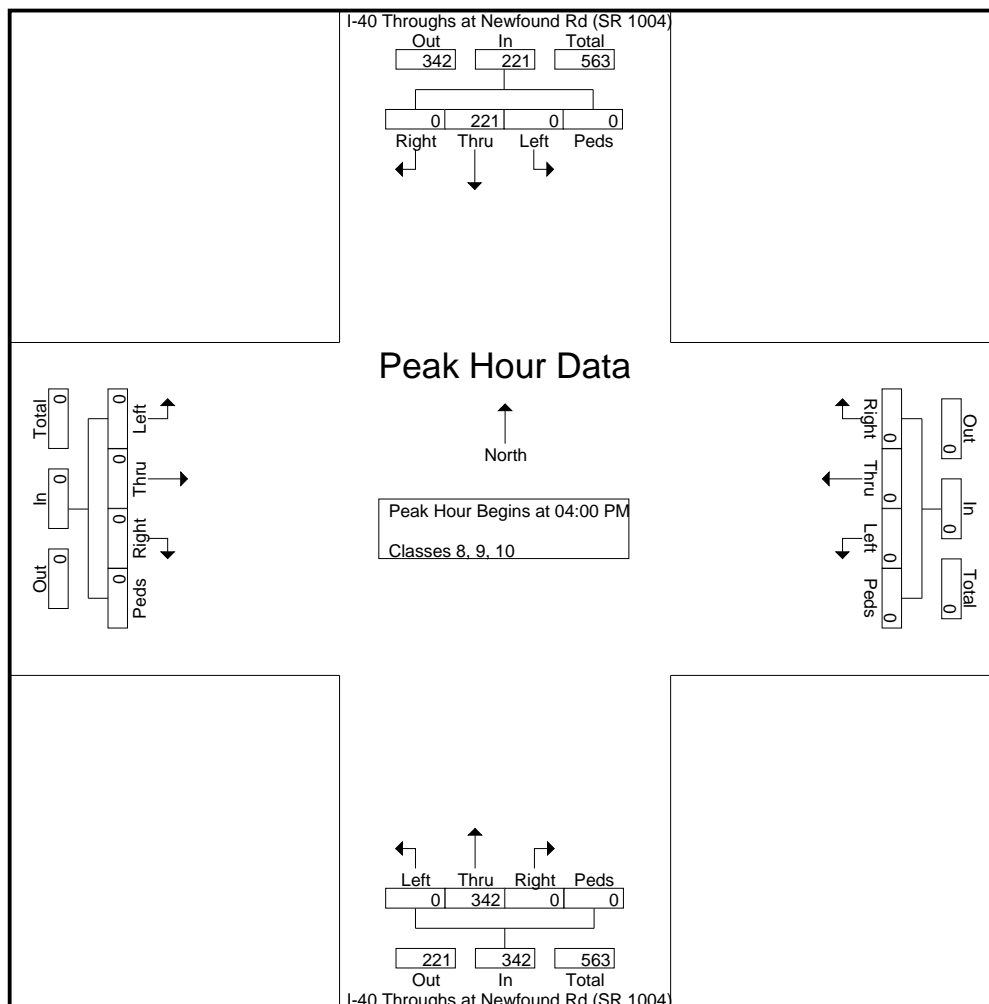 I-40 Throughs at Newfound Rd (SR 1004)
Out In Total
342 221 563
0 221 0 0
Right Thru Left Peds
Peak Hour Data
North
Peak Hour Begins at 04:00 PM
Classes 8, 9, 10
Left Thru Right Peds
0 0 0 0
Total In Out
0 0 0
Right Thru Left Peds
0 0 0 0
Out In Total
0 0 0
Left Thru Right Peds
0 342 0 0
221 342 563
Out In Total
I-40 Throughs at Newfound Rd (SR 1004)